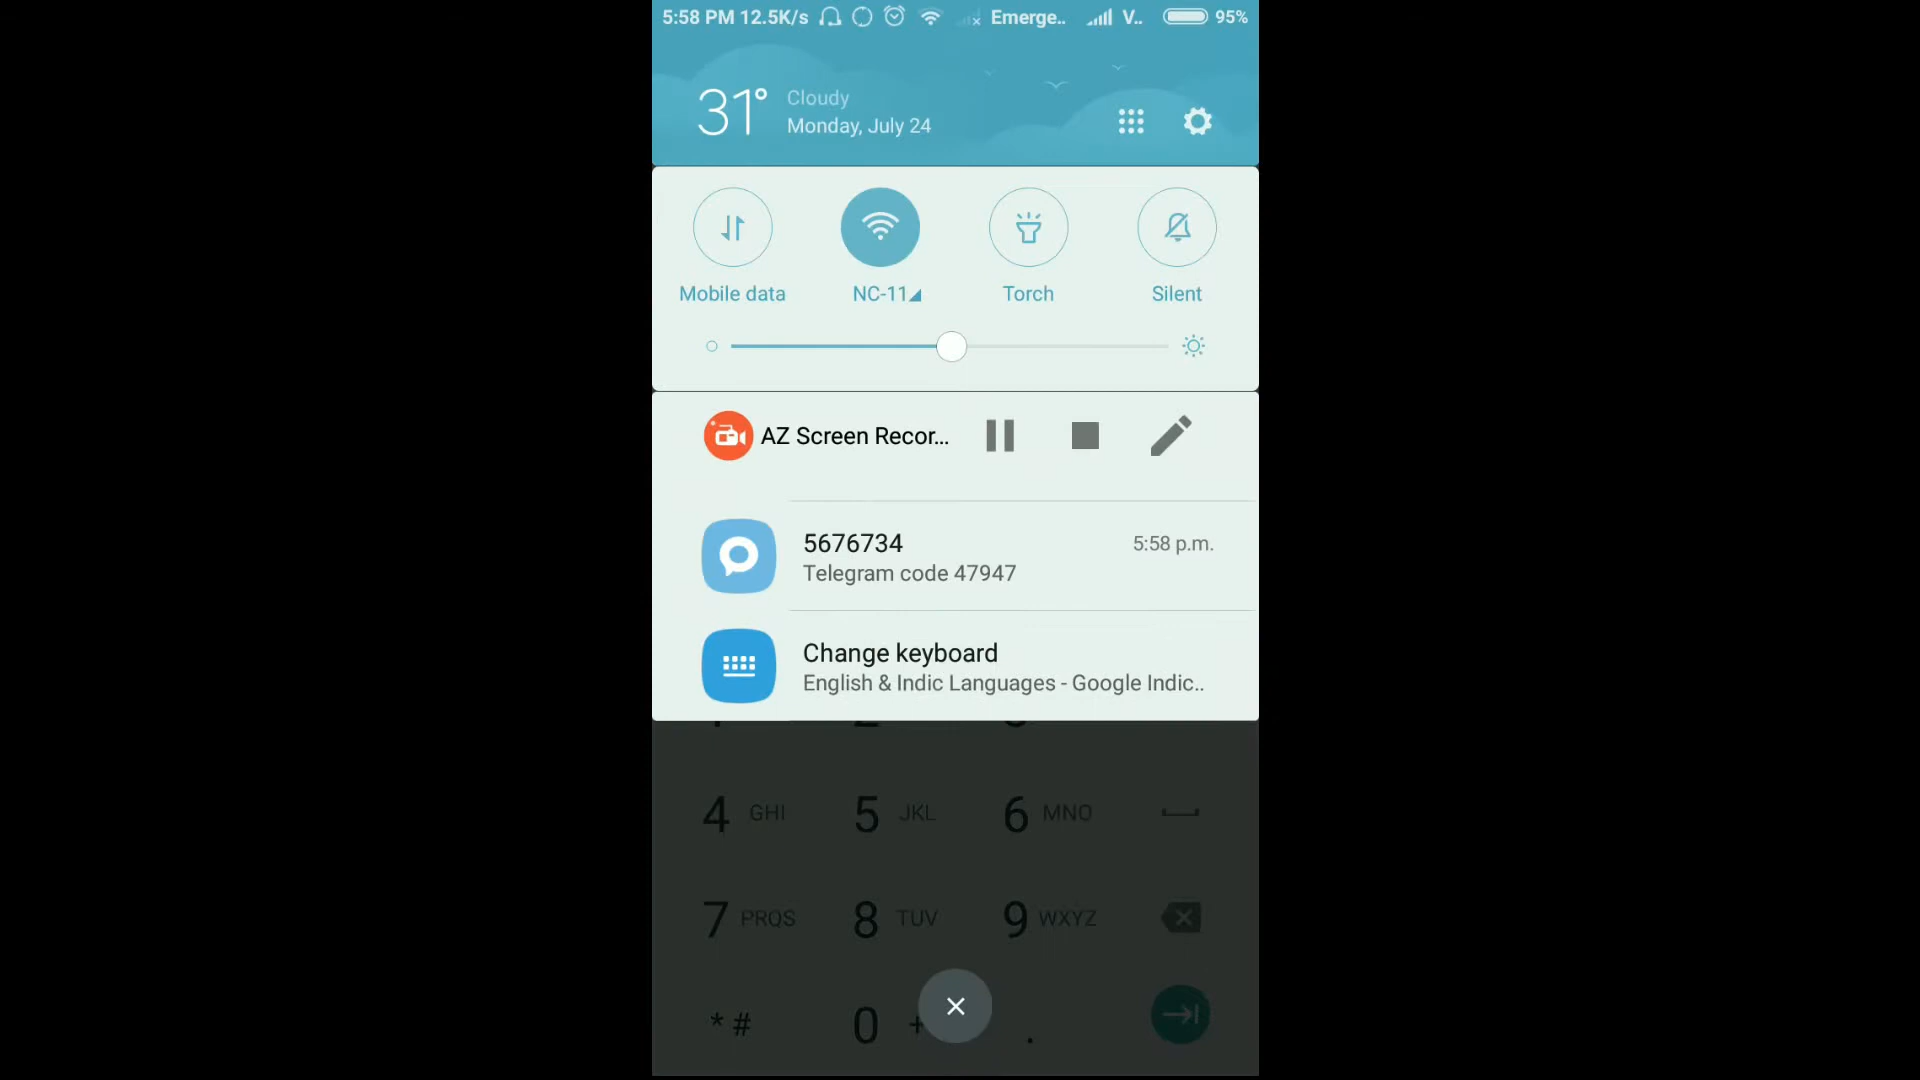 5:58 PM 12.5K/s Emerge.. V.. 95%
31° Cloudy
Monday, July 24
Mobile data NC-11 Torch Silent
AZ Screen Recor...
5676734 5:58 p.m.
Telegram code 47947
Change keyboard
English & Indic Languages - Google Indic..
4 GHI 5 JKL 6 MNO
7 PRQS 8 TUV 9 WXYZ
* # 0 + .